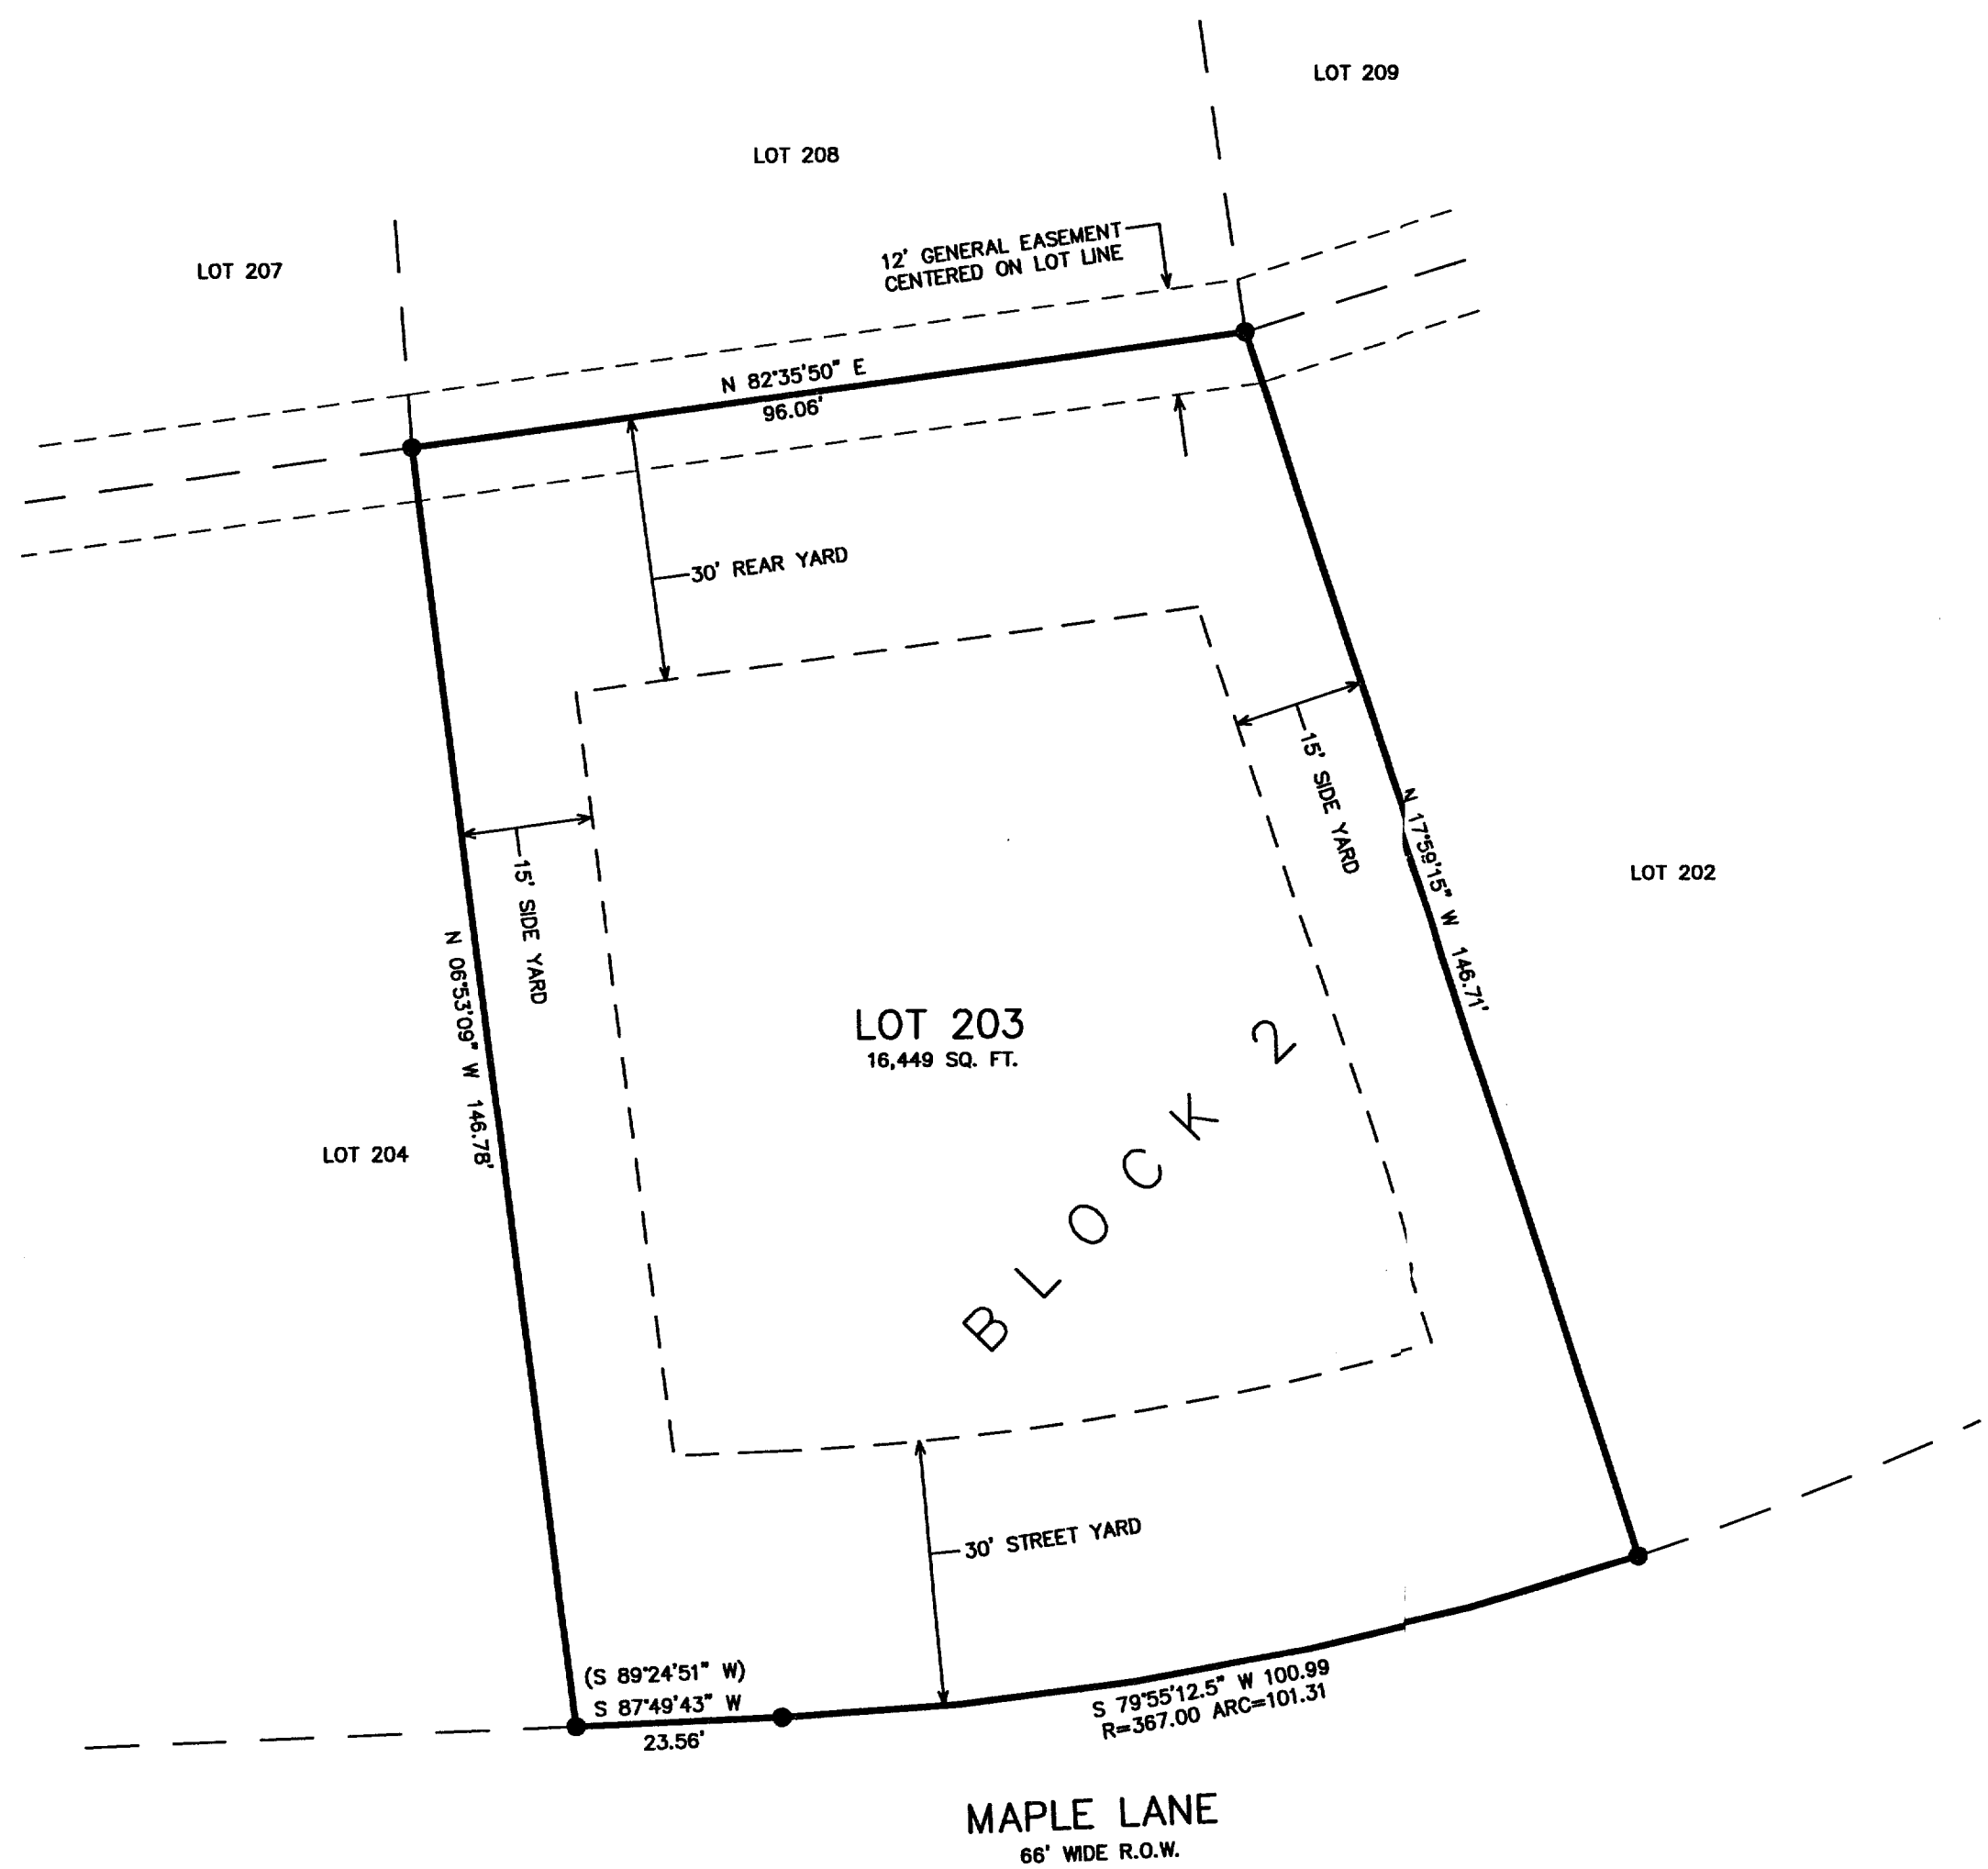 LOT 209
LOT 208
12' GENERAL EASEMENT
CENTERED ON LOT LINE
LOT 207
N 82°35'50" E
96.06'
30' REAR YARD
15' SIDE YARD
N 17°59'15" W 146.71'
LOT 202
15' SIDE YARD
N 06°53'09" W 146.78'
LOT 203
16,449 SQ. FT.
BLOCK 2
LOT 204
30' STREET YARD
(S 89°24'51" W)
S 87°49'43" W
23.56'
S 79°55'12.5" W 100.99
R=367.00 ARC=101.31
MAPLE LANE
66' WIDE R.O.W.